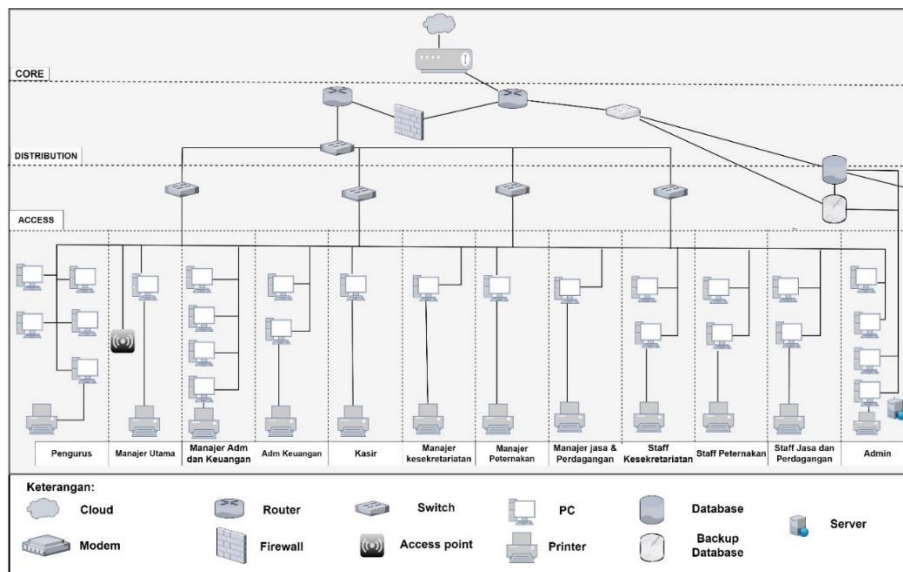 CORE
DISTRIBUTION
ACCESS
Pengurus
Manajer Utama
Manajer Adm
dan Keuangan
Adm Keuangan
Kasir
Manajer
kesekretariatan
Manajer
Peternakan
Manajer jasa &
Perdagangan
Staff
Kesekretariatan
Staff Peternakan
Staff Jasa dan
Perdagangan
Admin
Keterangan:
Cloud
Router
Switch
PC
Database
Server
Modem
Firewall
Access point
Printer
Backup
Database